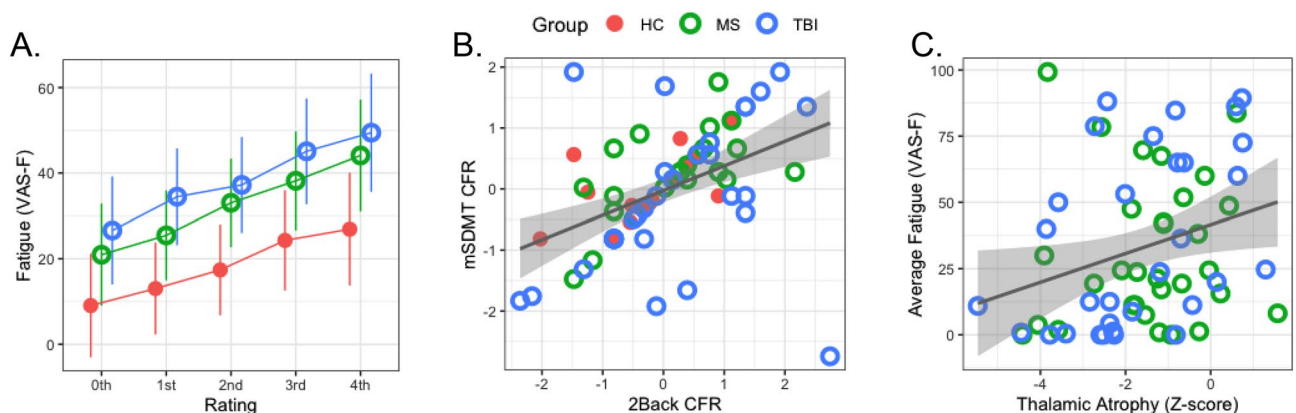 Group HC MS TBI
A.
Fatigue (VAS-F)
60
40
20
0
0th 1st 2nd 3rd 4th
Rating
B.
mSDMT CFR
2
1
0
-1
-2
-2 -1 0 1 2
2Back CFR
C.
Average Fatigue (VAS-F)
100
75
50
25
0
-4 -2 0
Thalamic Atrophy (Z-score)